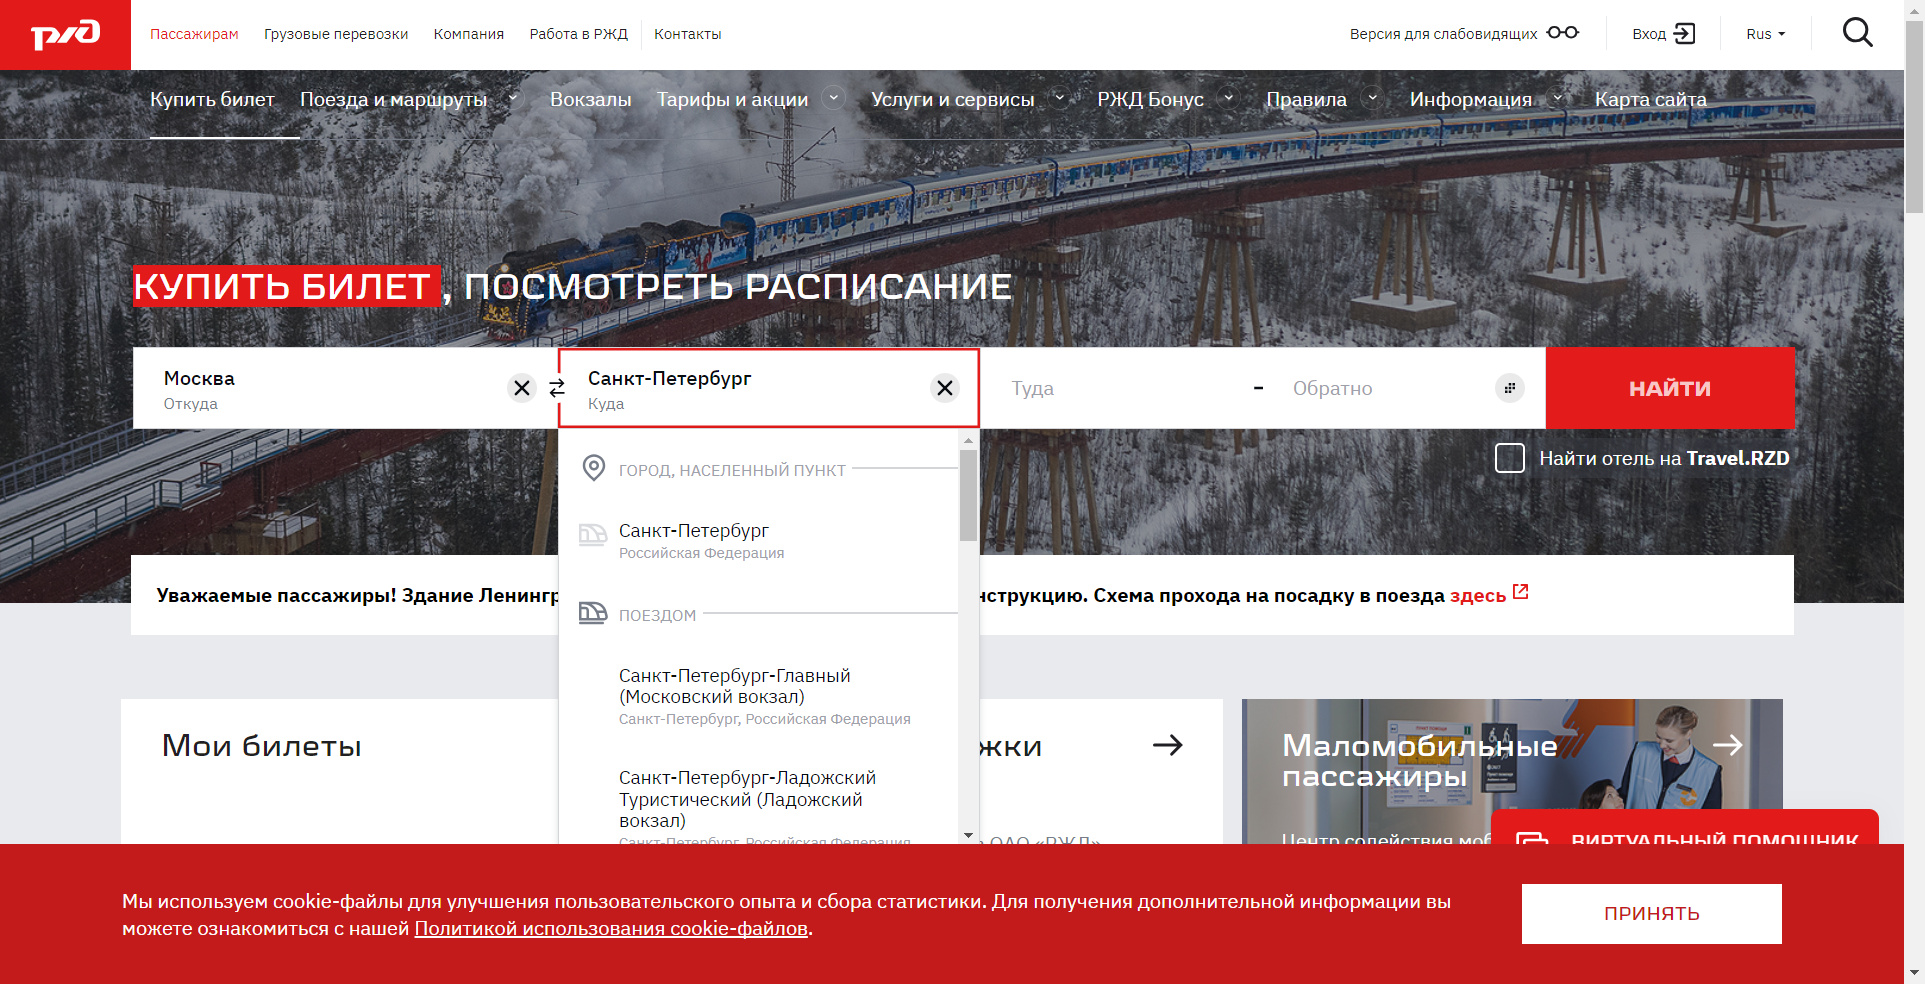 РЖД
Пассажирам Грузовые перевозки Компания Работа в РЖД Контакты Версия для слабовидящих Вход Rus
Купить билет Поезда и маршруты Вокзалы Тарифы и акции Услуги и сервисы РЖД Бонус Правила Информация Карта сайта
КУПИТЬ БИЛЕТ, ПОСМОТРЕТЬ РАСПИСАНИЕ
Москва
Откуда
Санкт-Петербург
Куда
Туда - Обратно
НАЙТИ
Найти отель на Travel.RZD
ГОРОД, НАСЕЛЕННЫЙ ПУНКТ
Санкт-Петербург
Российская Федерация
ПОЕЗДОМ
Санкт-Петербург-Главный
(Московский вокзал)
Санкт-Петербург, Российская Федерация
Санкт-Петербург-Ладожский
Туристический (Ладожский
вокзал)
Санкт-Петербург, Российская Федерация
Уважаемые пассажиры! Здание Ленингр
нструкцию. Схема прохода на посадку в поезда здесь
Мои билеты
жки
ОАО «РЖД»
Маломобильные
пассажиры
Центр содействия моб
ВИРТУАЛЬНЫЙ ПОМОЩНИК
Мы используем cookie-файлы для улучшения пользовательского опыта и сбора статистики. Для получения дополнительной информации вы
можете ознакомиться с нашей Политикой использования cookie-файлов.
ПРИНЯТЬ